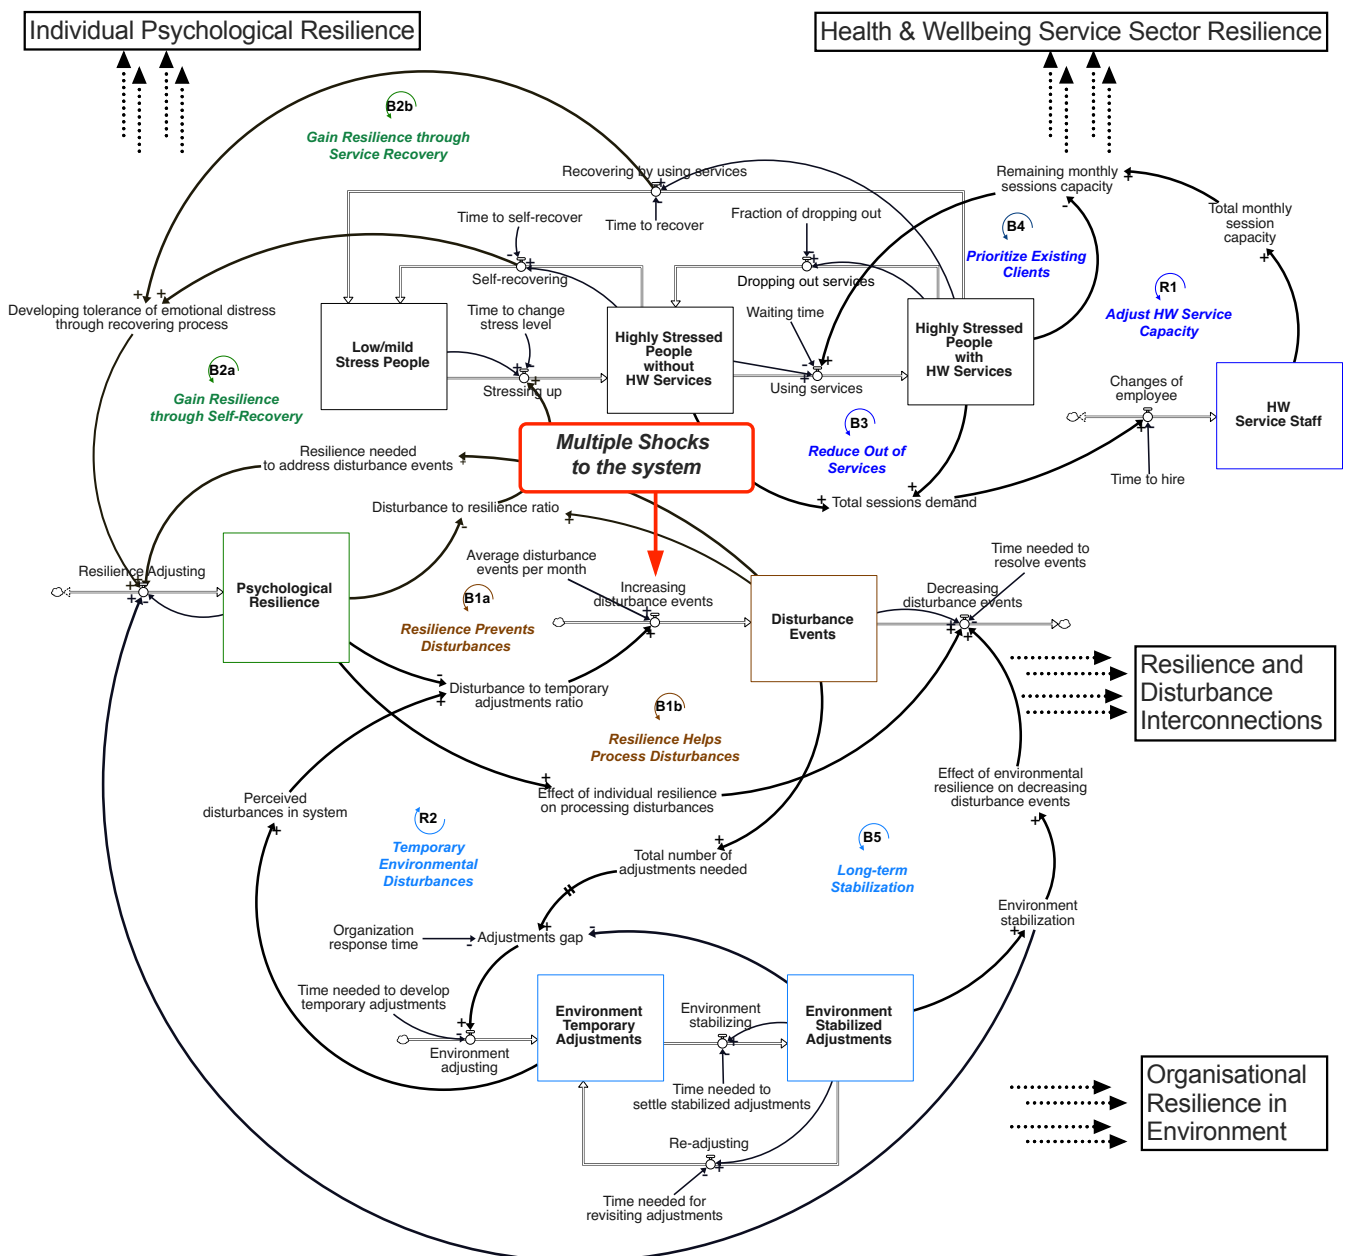 Individual Psychological Resilience
Health & Wellbeing Service Sector Resilience
B2b
Gain Resilience through
Service Recovery
Recovering by using services
Remaining monthly
sessions capacity
Time to self-recover
Time to recover
Fraction of dropping out
Total monthly
session
capacity
B4
Prioritize Existing
Clients
Self-recovering
Dropping out services
R1
Adjust HW Service
Capacity
Developing tolerance of emotional distress
through recovering process
Time to change
stress level
Waiting time
Low/mild
Stress People
Highly Stressed
People
without
HW Services
Highly Stressed
People
with
HW Services
B2a
Gain Resilience
through Self-Recovery
Stressing up
Using services
Changes of
employee
HW
Service Staff
B3
Reduce Out of
Services
Multiple Shocks
to the system
Resilience needed
to address disturbance events
Time to hire
Disturbance to resilience ratio
Total sessions demand
Resilience Adjusting
Psychological
Resilience
Average disturbance
events per month
Increasing
disturbance events
Time needed to
resolve events
Decreasing
disturbance events
B1a
Resilience Prevents
Disturbances
Disturbance
Events
Disturbance to temporary
adjustments ratio
B1b
Resilience Helps
Process Disturbances
Resilience and
Disturbance
Interconnections
Perceived
disturbances in system
Effect of individual resilience
on processing disturbances
Effect of environmental
resilience on decreasing
disturbance events
R2
Temporary
Environmental
Disturbances
Total number of
adjustments needed
B5
Long-term
Stabilization
Environment
stabilization
Organization
response time
Adjustments gap
Time needed to develop
temporary adjustments
Environment
adjusting
Environment
Temporary
Adjustments
Environment
stabilizing
Environment
Stabilized
Adjustments
Time needed to
settle stabilized adjustments
Re-adjusting
Time needed for
revisiting adjustments
Organisational
Resilience in
Environment